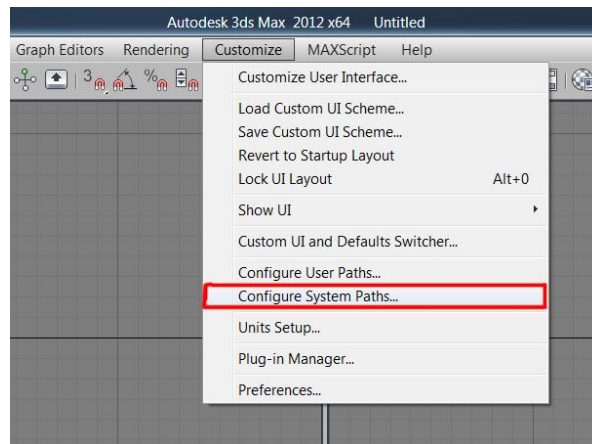 Autodesk 3ds Max 2012 x64 Untitled
Graph Editors Rendering Customize MAXScript Help
3 %
Customize User Interface...
Load Custom UI Scheme...
Save Custom UI Scheme...
Revert to Startup Layout
Lock UI Layout Alt+0
Show UI
Custom UI and Defaults Switcher...
Configure User Paths...
Configure System Paths...
Units Setup...
Plug-in Manager...
Preferences...